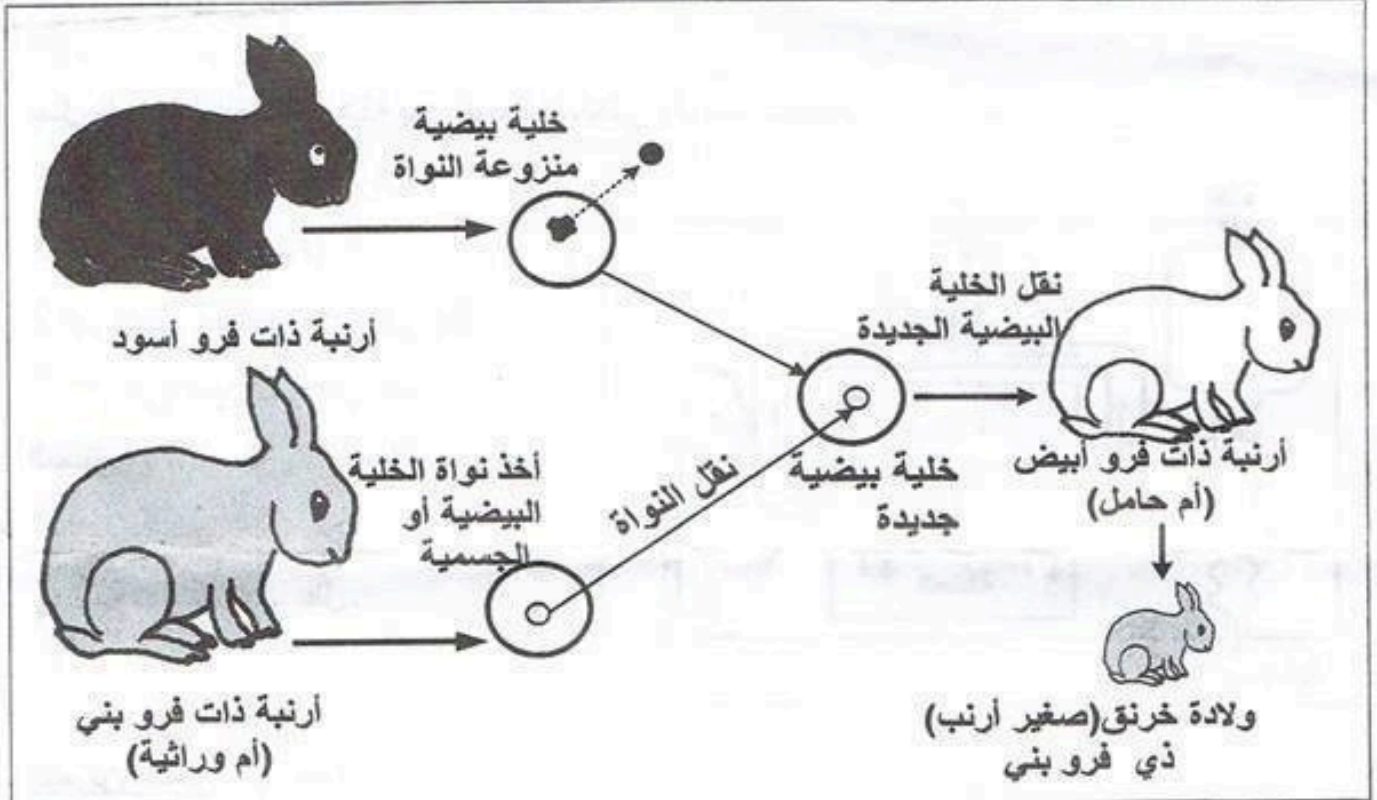 خلية بيضية
منزوعة النواة
أرنبة ذات فرو أسود
نقل الخلية
البيضية الجديدة
أخذ نواة الخلية
البيضية أو
الجسمية
نقل النواة
خلية بيضية
جديدة
أرنبة ذات فرو أبيض
(أم حامل)
أرنبة ذات فرو بني
(أم وراثية)
ولادة خرنق(صغير أرنب)
ذي فرو بني